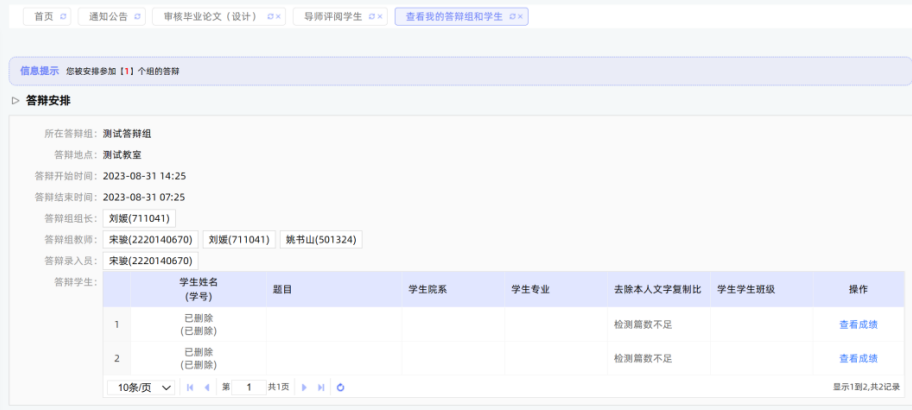 首页 通知公告 审核毕业论文（设计） 导师评阅学生 查看我的答辩组和学生
信息提示 您被安排参加【1】个组的答辩
答辩安排
所在答辩组: 测试答辩组
答辩地点: 测试教室
答辩开始时间: 2023-08-31 14:25
答辩结束时间: 2023-08-31 07:25
答辩组组长: 刘媛(711041)
答辩组教师: 宋骏(2220140670) 刘媛(711041) 姚书山(501324)
答辩录入员: 宋骏(2220140670)
答辩学生:
学生姓名
(学号) 题目 学生院系 学生专业 去除本人文字复制比 学生学生班级 操作
1 已删除
(已删除) 检测篇数不足 查看成绩
2 已删除
(已删除) 检测篇数不足 查看成绩
10条/页 第 1 共1页 显示1到2,共2记录